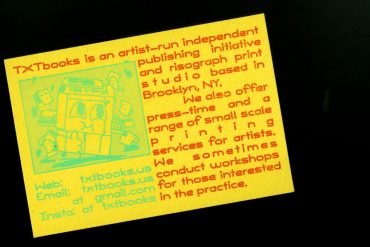 TXTbooks is an artist-run independent
publishing initiative
and risograph print
studio based in
Brooklyn, NY.
We also offer
press-time and a
range of small scale
printing
services for artists.
We sometimes
conduct workshops
for those interested
in the practice.
Web: txtbooks.us
Email: txtbooks.us
at gmail.com
Insta: at txtbooks.us